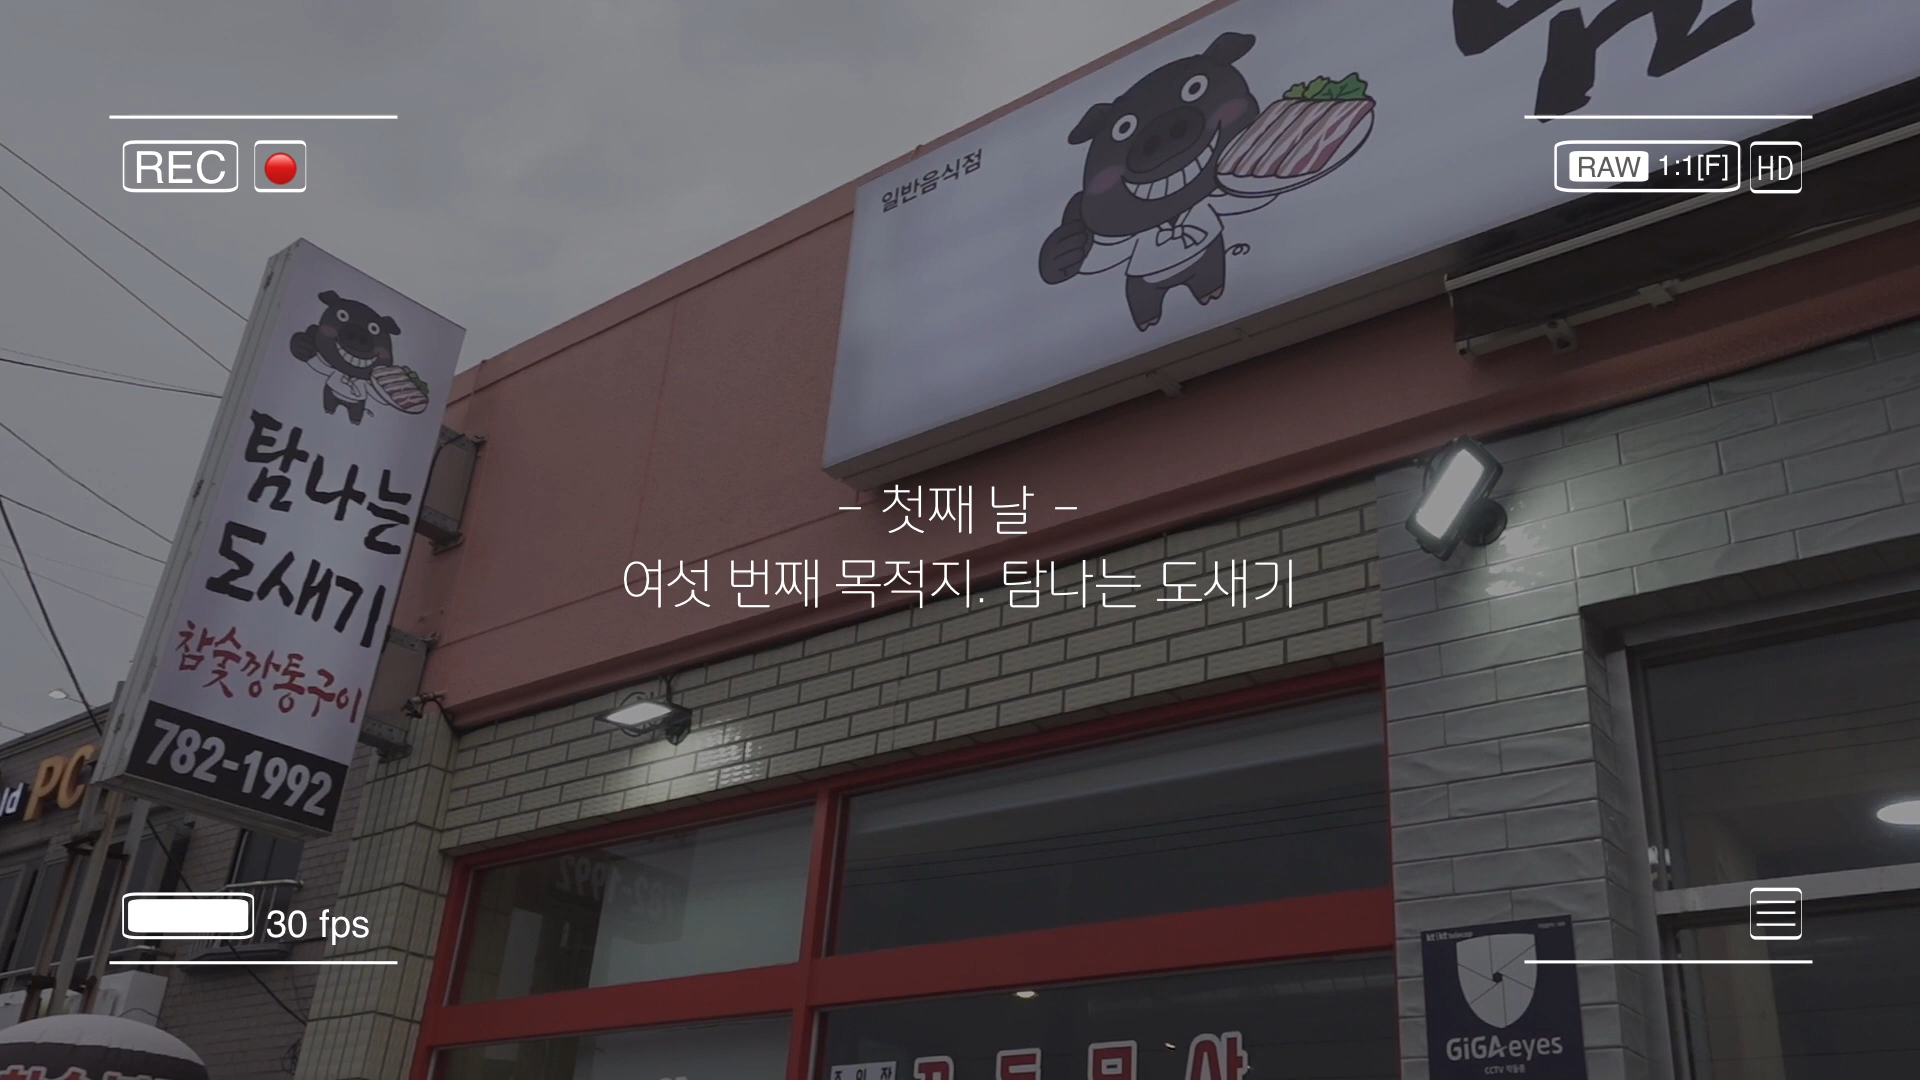 REC
RAW 1:1[F] HD
일반음식점
탐나는
도새기
참숯깡통구이
782-1992
- 첫째 날 -
여섯 번째 목적지. 탐나는 도새기
PC
30 fps
GiGA eyes